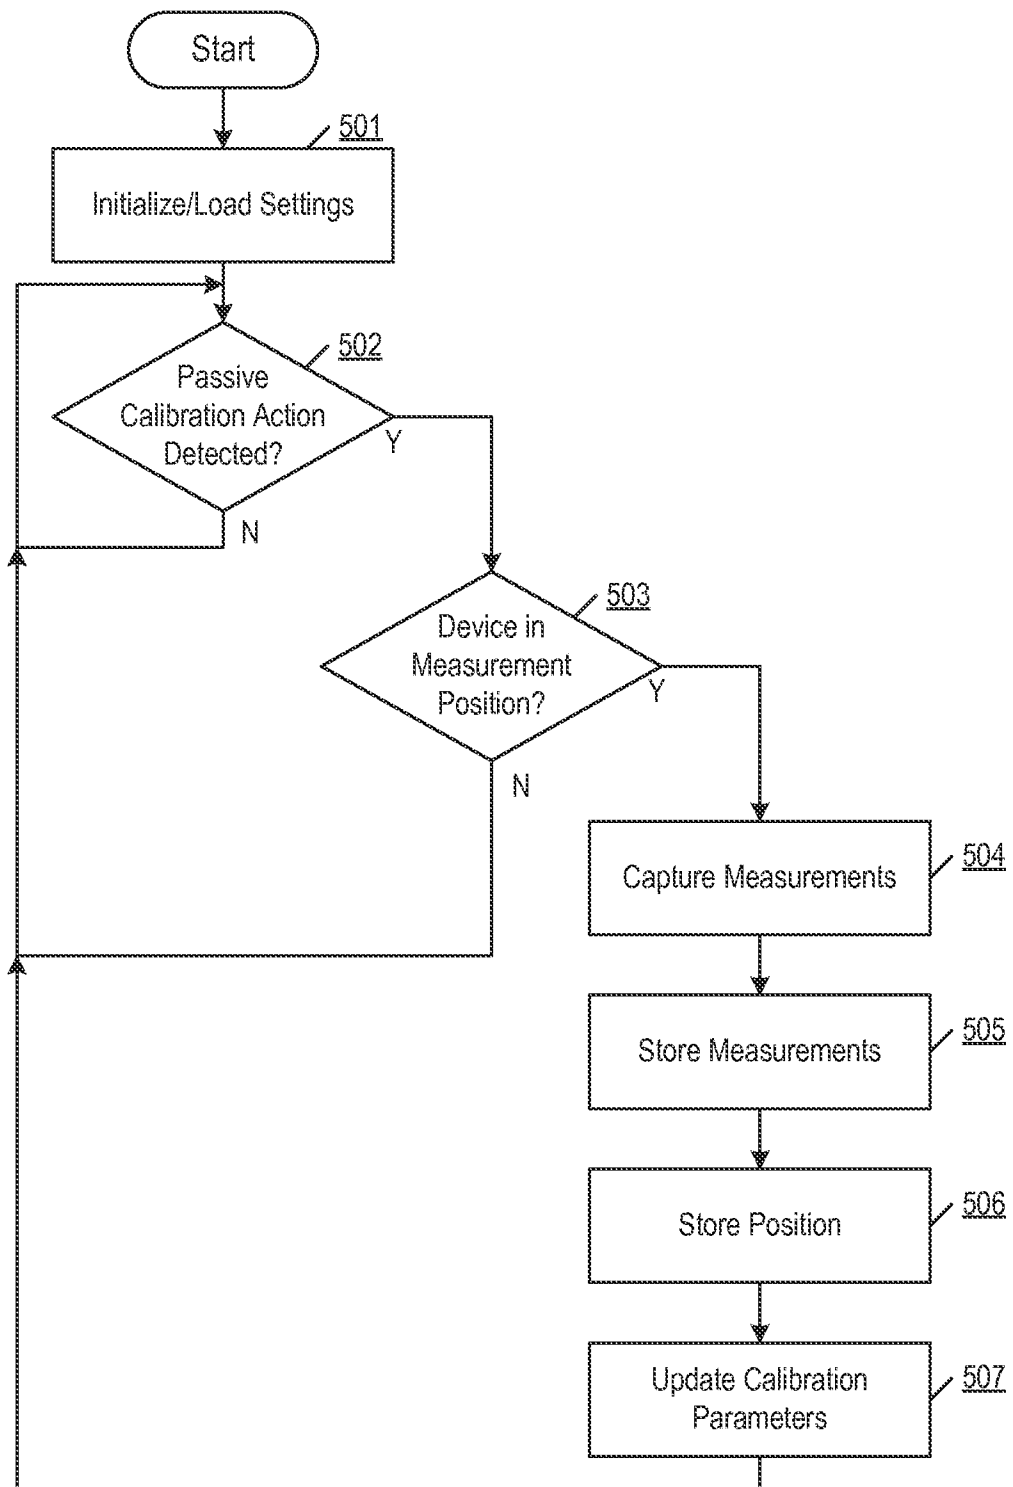 Start
501
Initialize/Load Settings
502
Passive
Calibration Action
Detected?
Y
N
503
Device in
Measurement
Position?
Y
N
504
Capture Measurements
505
Store Measurements
506
Store Position
507
Update Calibration
Parameters